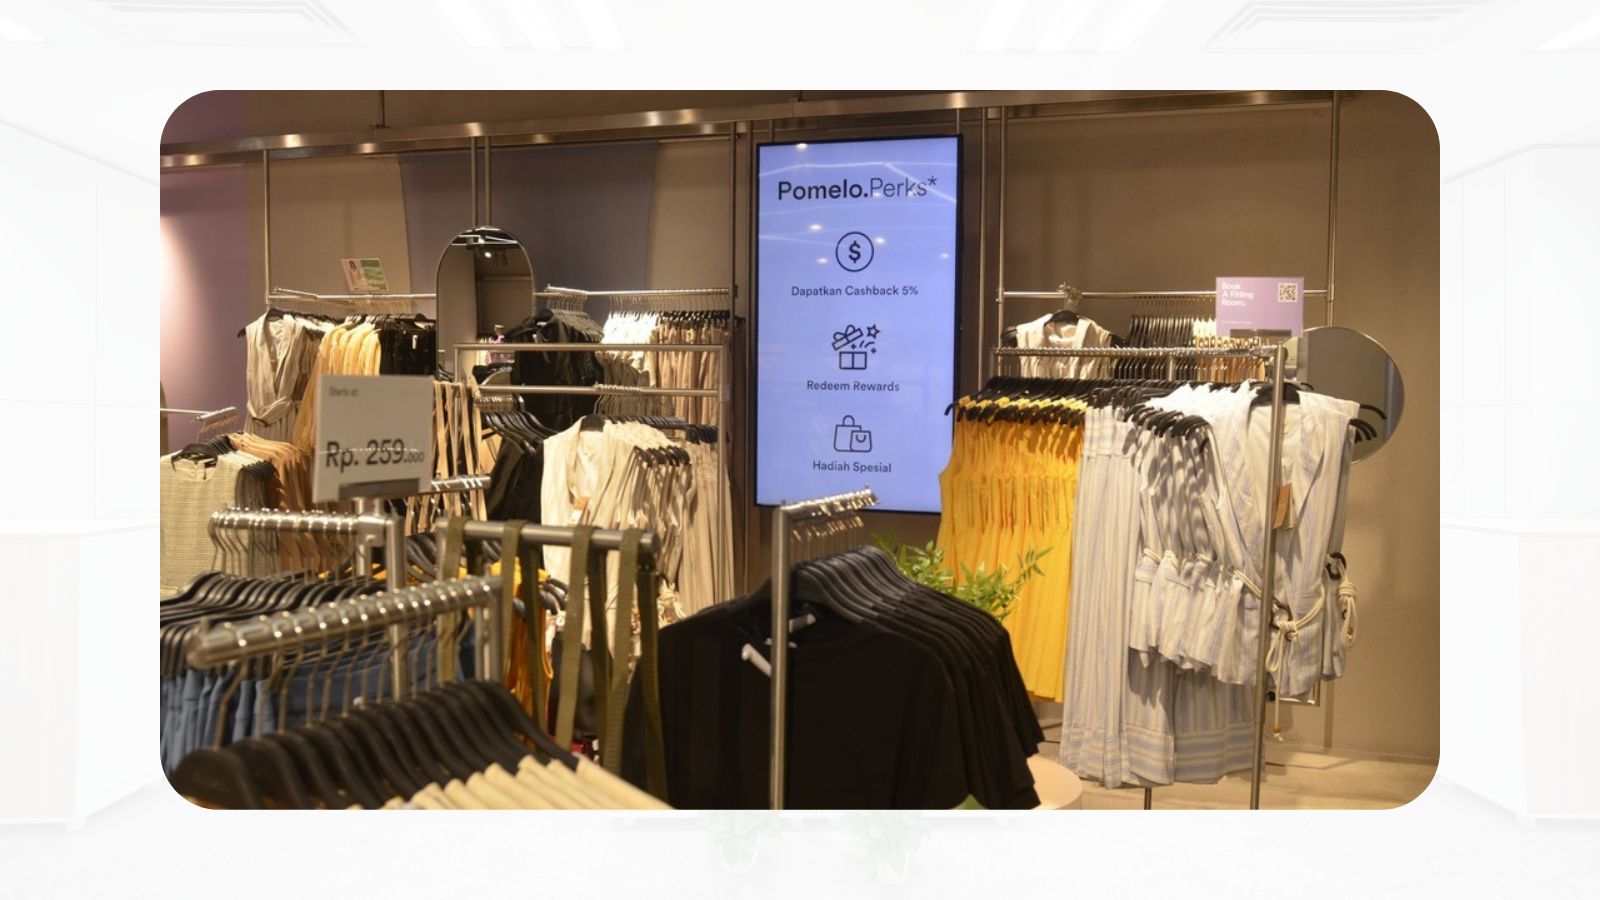 Pomelo.Perks*
$
Dapatkan Cashback 5%
Redeem Rewards
Hadiah Spesial
Starts at:
Rp. 259.000
Book
A Fitting
Room.